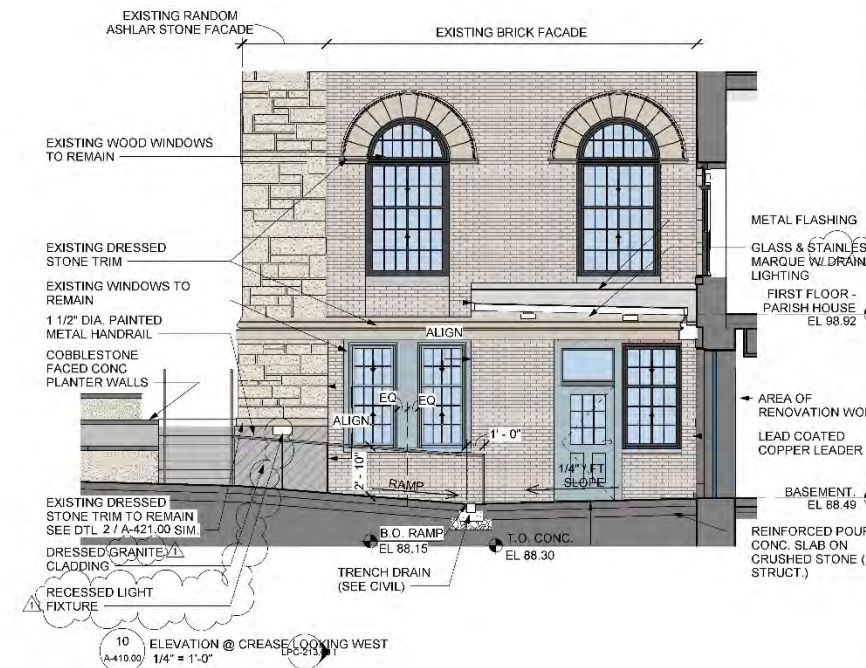 EXISTING RANDOM
ASHLAR STONE FACADE
EXISTING BRICK FACADE
EXISTING WOOD WINDOWS
TO REMAIN
EXISTING DRESSED
STONE TRIM
EXISTING WINDOWS TO
REMAIN
1 1/2" DIA. PAINTED
METAL HANDRAIL
COBBLESTONE
FACED CONC
PLANTER WALLS
EXISTING DRESSED
STONE TRIM TO REMAIN
SEE DTL 2 / A-421.00 SIM.
DRESSED GRANITE
CLADDING
1
RECESSED LIGHT
FIXTURE
1
ALIGN
EQ
EQ
ALIGN
1' - 0"
2' - 10"
RAMP
1/4" / FT
SLOPE
B.O. RAMP
EL 88.15
T.O. CONC.
EL 88.30
TRENCH DRAIN
(SEE CIVIL)
METAL FLASHING
GLASS & STAINLES
MARQUE W/ DRAIN
LIGHTING
FIRST FLOOR -
PARISH HOUSE
EL 98.92
AREA OF
RENOVATION WO
LEAD COATED
COPPER LEADER
BASEMENT.
EL 88.49
REINFORCED POUR
CONC. SLAB ON
CRUSHED STONE (
STRUCT.)
10
A-410.00
ELEVATION @ CREASE LOOKING WEST
1/4" = 1'-0"